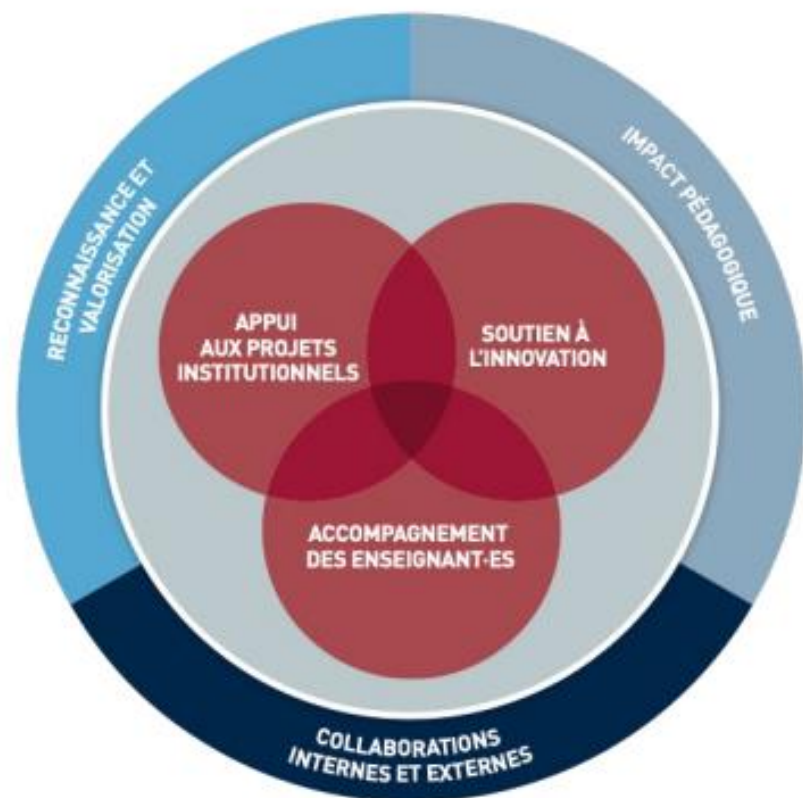 RECONNAISSANCE ET
VALORISATION
IMPACT PÉDAGOGIQUE
APPUI
AUX PROJETS
INSTITUTIONNELS
SOUTIEN À
L'INNOVATION
ACCOMPAGNEMENT
DES ENSEIGNANT·ES
COLLABORATIONS
INTERNES ET EXTERNES